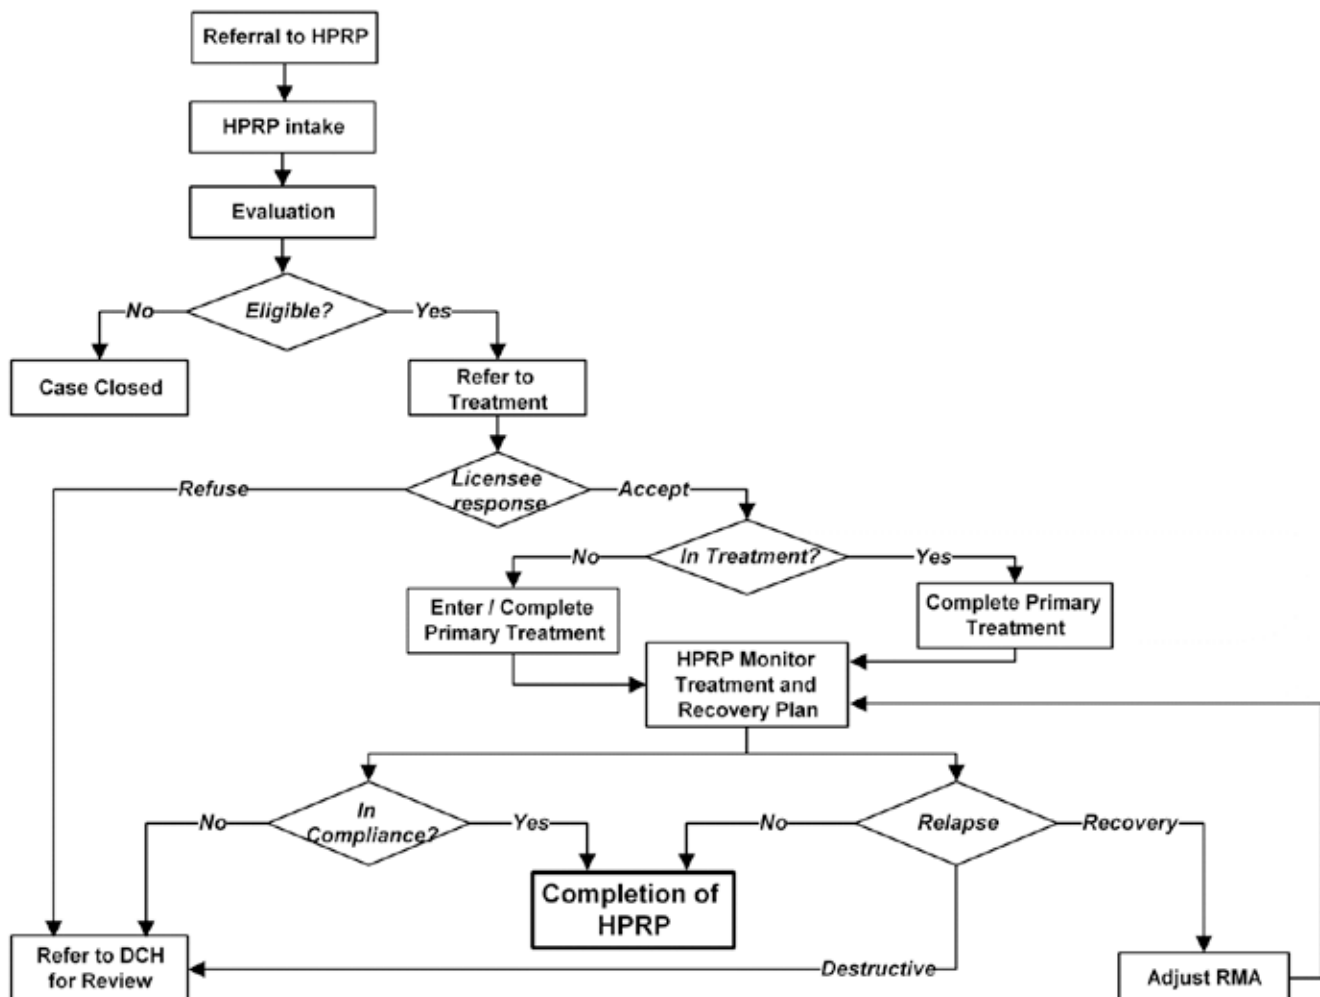 Referral to HPRP
HPRP intake
Evaluation
Eligible?
No
Yes
Case Closed
Refer to
Treatment
Licensee
response
Refuse
Accept
In Treatment?
No
Yes
Enter / Complete
Primary Treatment
Complete Primary
Treatment
HPRP Monitor
Treatment and
Recovery Plan
In
Compliance?
No
Yes
Relapse
No
Recovery
Completion of
HPRP
Refer to DCH
for Review
Destructive
Adjust RMA